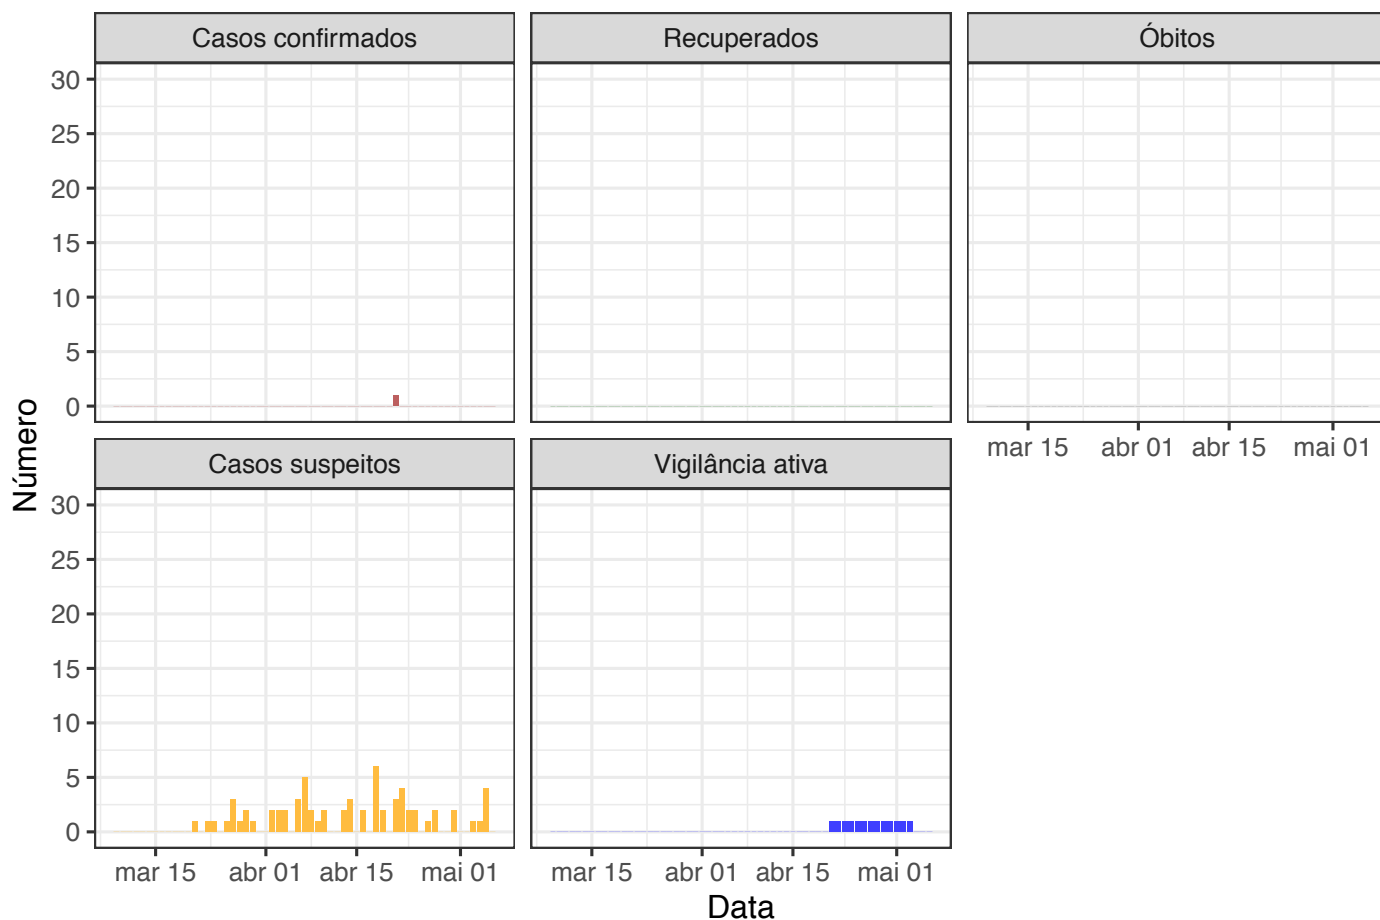 Casos confirmados
Recuperados
Óbitos
30
25
20
15
10
5
0
mar 15 abr 01 abr 15 mai 01
Número
Casos suspeitos
Vigilância ativa
30
25
20
15
10
5
0
mar 15 abr 01 abr 15 mai 01
mar 15 abr 01 abr 15 mai 01
Data